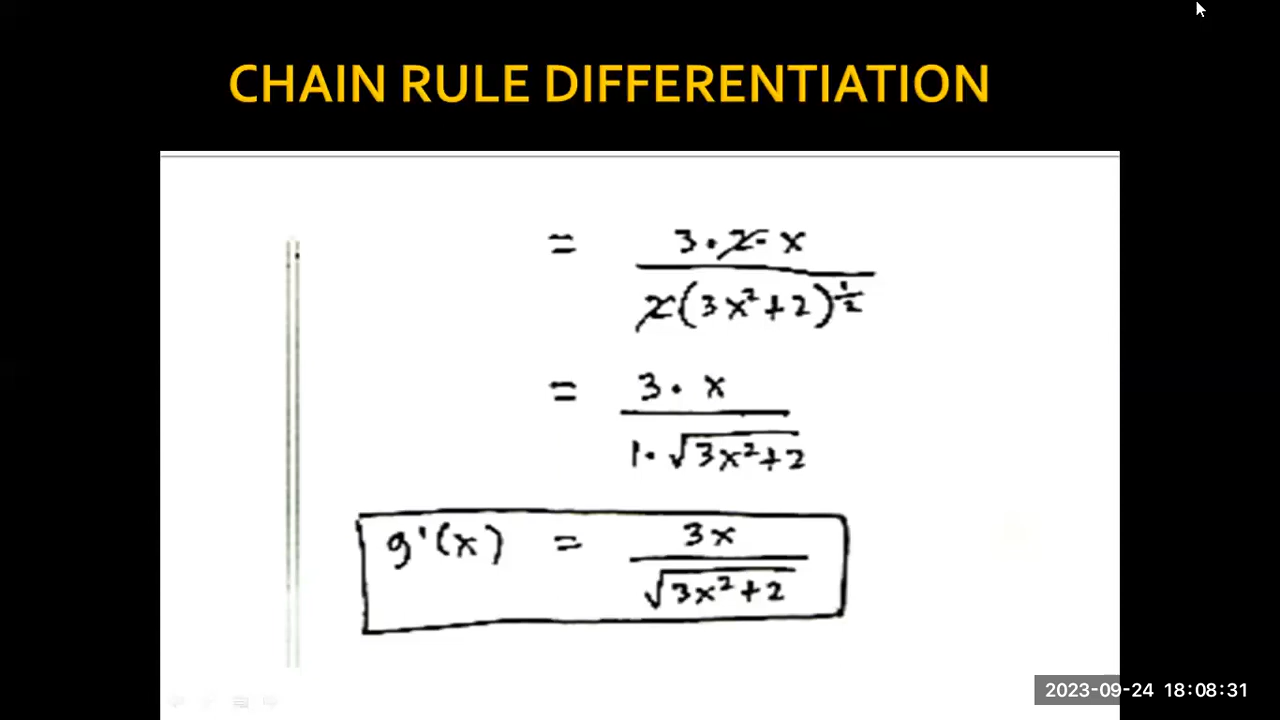 CHAIN RULE DIFFERENTIATION
= 3 · 2 · x / 2(3x²+2)^½
= 3 · x / 1 · √(3x²+2)
g'(x) = 3x / √(3x²+2)
2023-09-24 18:08:31